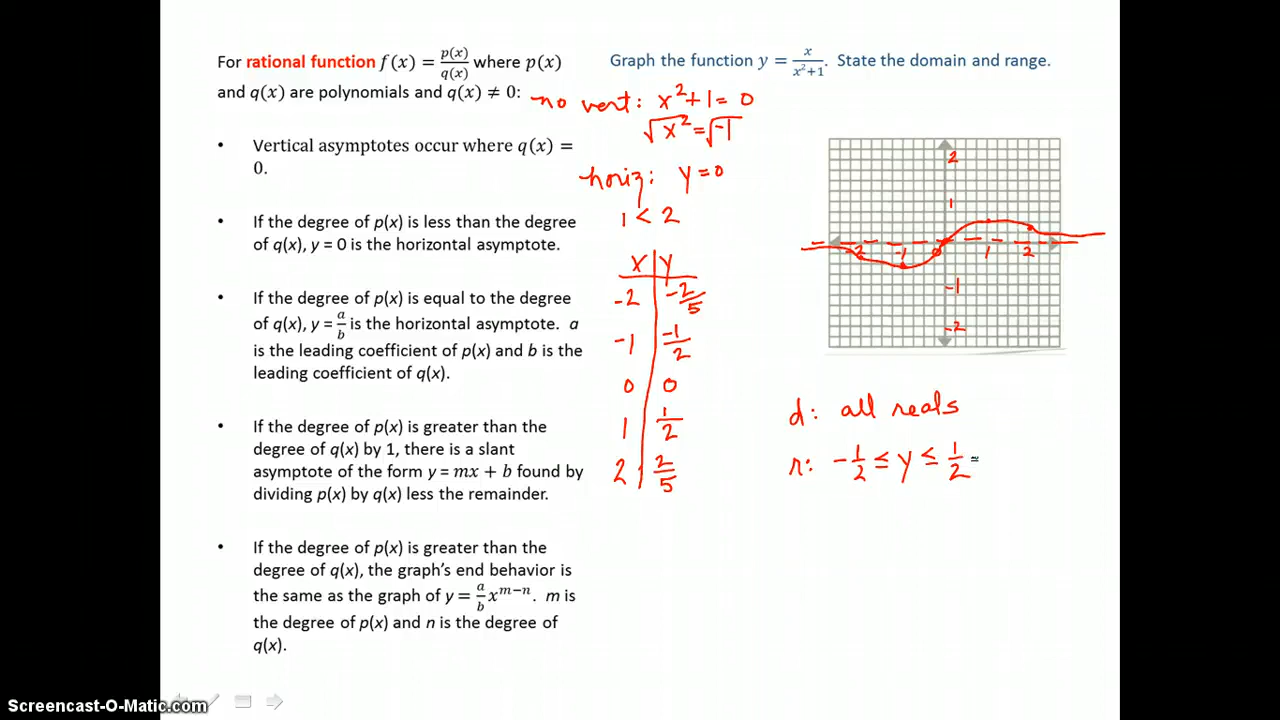 For rational function f(x) = p(x)/q(x) where p(x)
and q(x) are polynomials and q(x) ≠ 0:
• Vertical asymptotes occur where q(x) =
0.
• If the degree of p(x) is less than the degree
of q(x), y = 0 is the horizontal asymptote.
• If the degree of p(x) is equal to the degree
of q(x), y = a/b is the horizontal asymptote. a
is the leading coefficient of p(x) and b is the
leading coefficient of q(x).
• If the degree of p(x) is greater than the
degree of q(x) by 1, there is a slant
asymptote of the form y = mx + b found by
dividing p(x) by q(x) less the remainder.
• If the degree of p(x) is greater than the
degree of q(x), the graph's end behavior is
the same as the graph of y = a/b x^(m−n). m is
the degree of p(x) and n is the degree of
q(x).
Graph the function y = x/(x²+1). State the domain and range.
no vert: x²+1 = 0
√x² = √-1
horiz: y = 0
1 < 2
x y
-2 -2/5
-1 -1/2
0 0
1 1/2
2 2/5
2
1
-2 -1 0 1 2
-1
-2
d: all reals
r: -1/2 ≤ y ≤ 1/2
Screencast-O-Matic.com